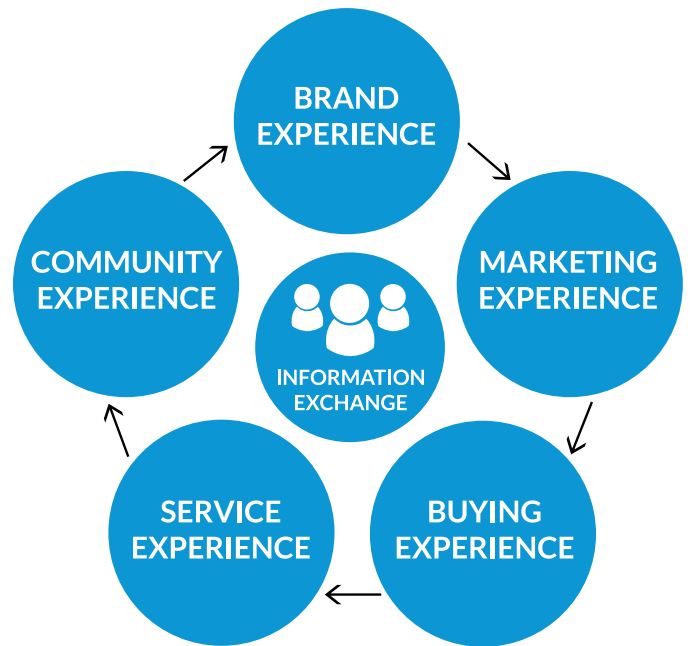 BRAND
EXPERIENCE
MARKETING
EXPERIENCE
BUYING
EXPERIENCE
SERVICE
EXPERIENCE
COMMUNITY
EXPERIENCE
INFORMATION
EXCHANGE